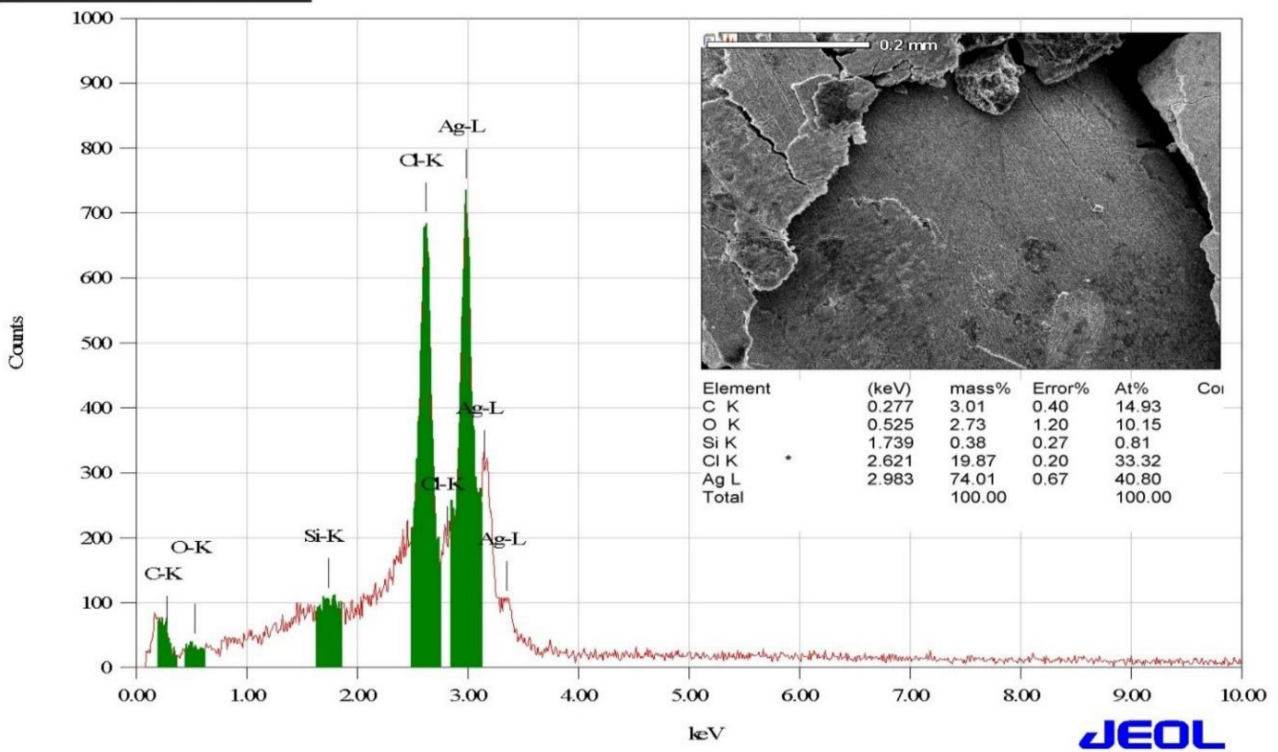 1000
900
800
700
600
500
400
300
200
100
0
Counts
C-K
O-K
Si-K
Cl-K
Cl-K
Ag-L
Ag-L
Ag-L
0.00 1.00 2.00 3.00 4.00 5.00 6.00 7.00 8.00 9.00 10.00
keV
0.2 mm
Element (keV) mass% Error% At%
C K 0.277 3.01 0.40 14.93
O K 0.525 2.73 1.20 10.15
Si K 1.739 0.38 0.27 0.81
Cl K * 2.621 19.87 0.20 33.32
Ag L 2.983 74.01 0.67 40.80
Total 100.00 100.00
JEOL